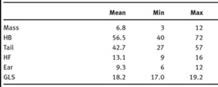 Mean Min Max
Mass 6.8 3 12
HB 56.5 40 72
Tail 42.7 27 57
HF 13.1 9 16
Ear 9.3 6 12
GLS 18.2 17.0 19.2